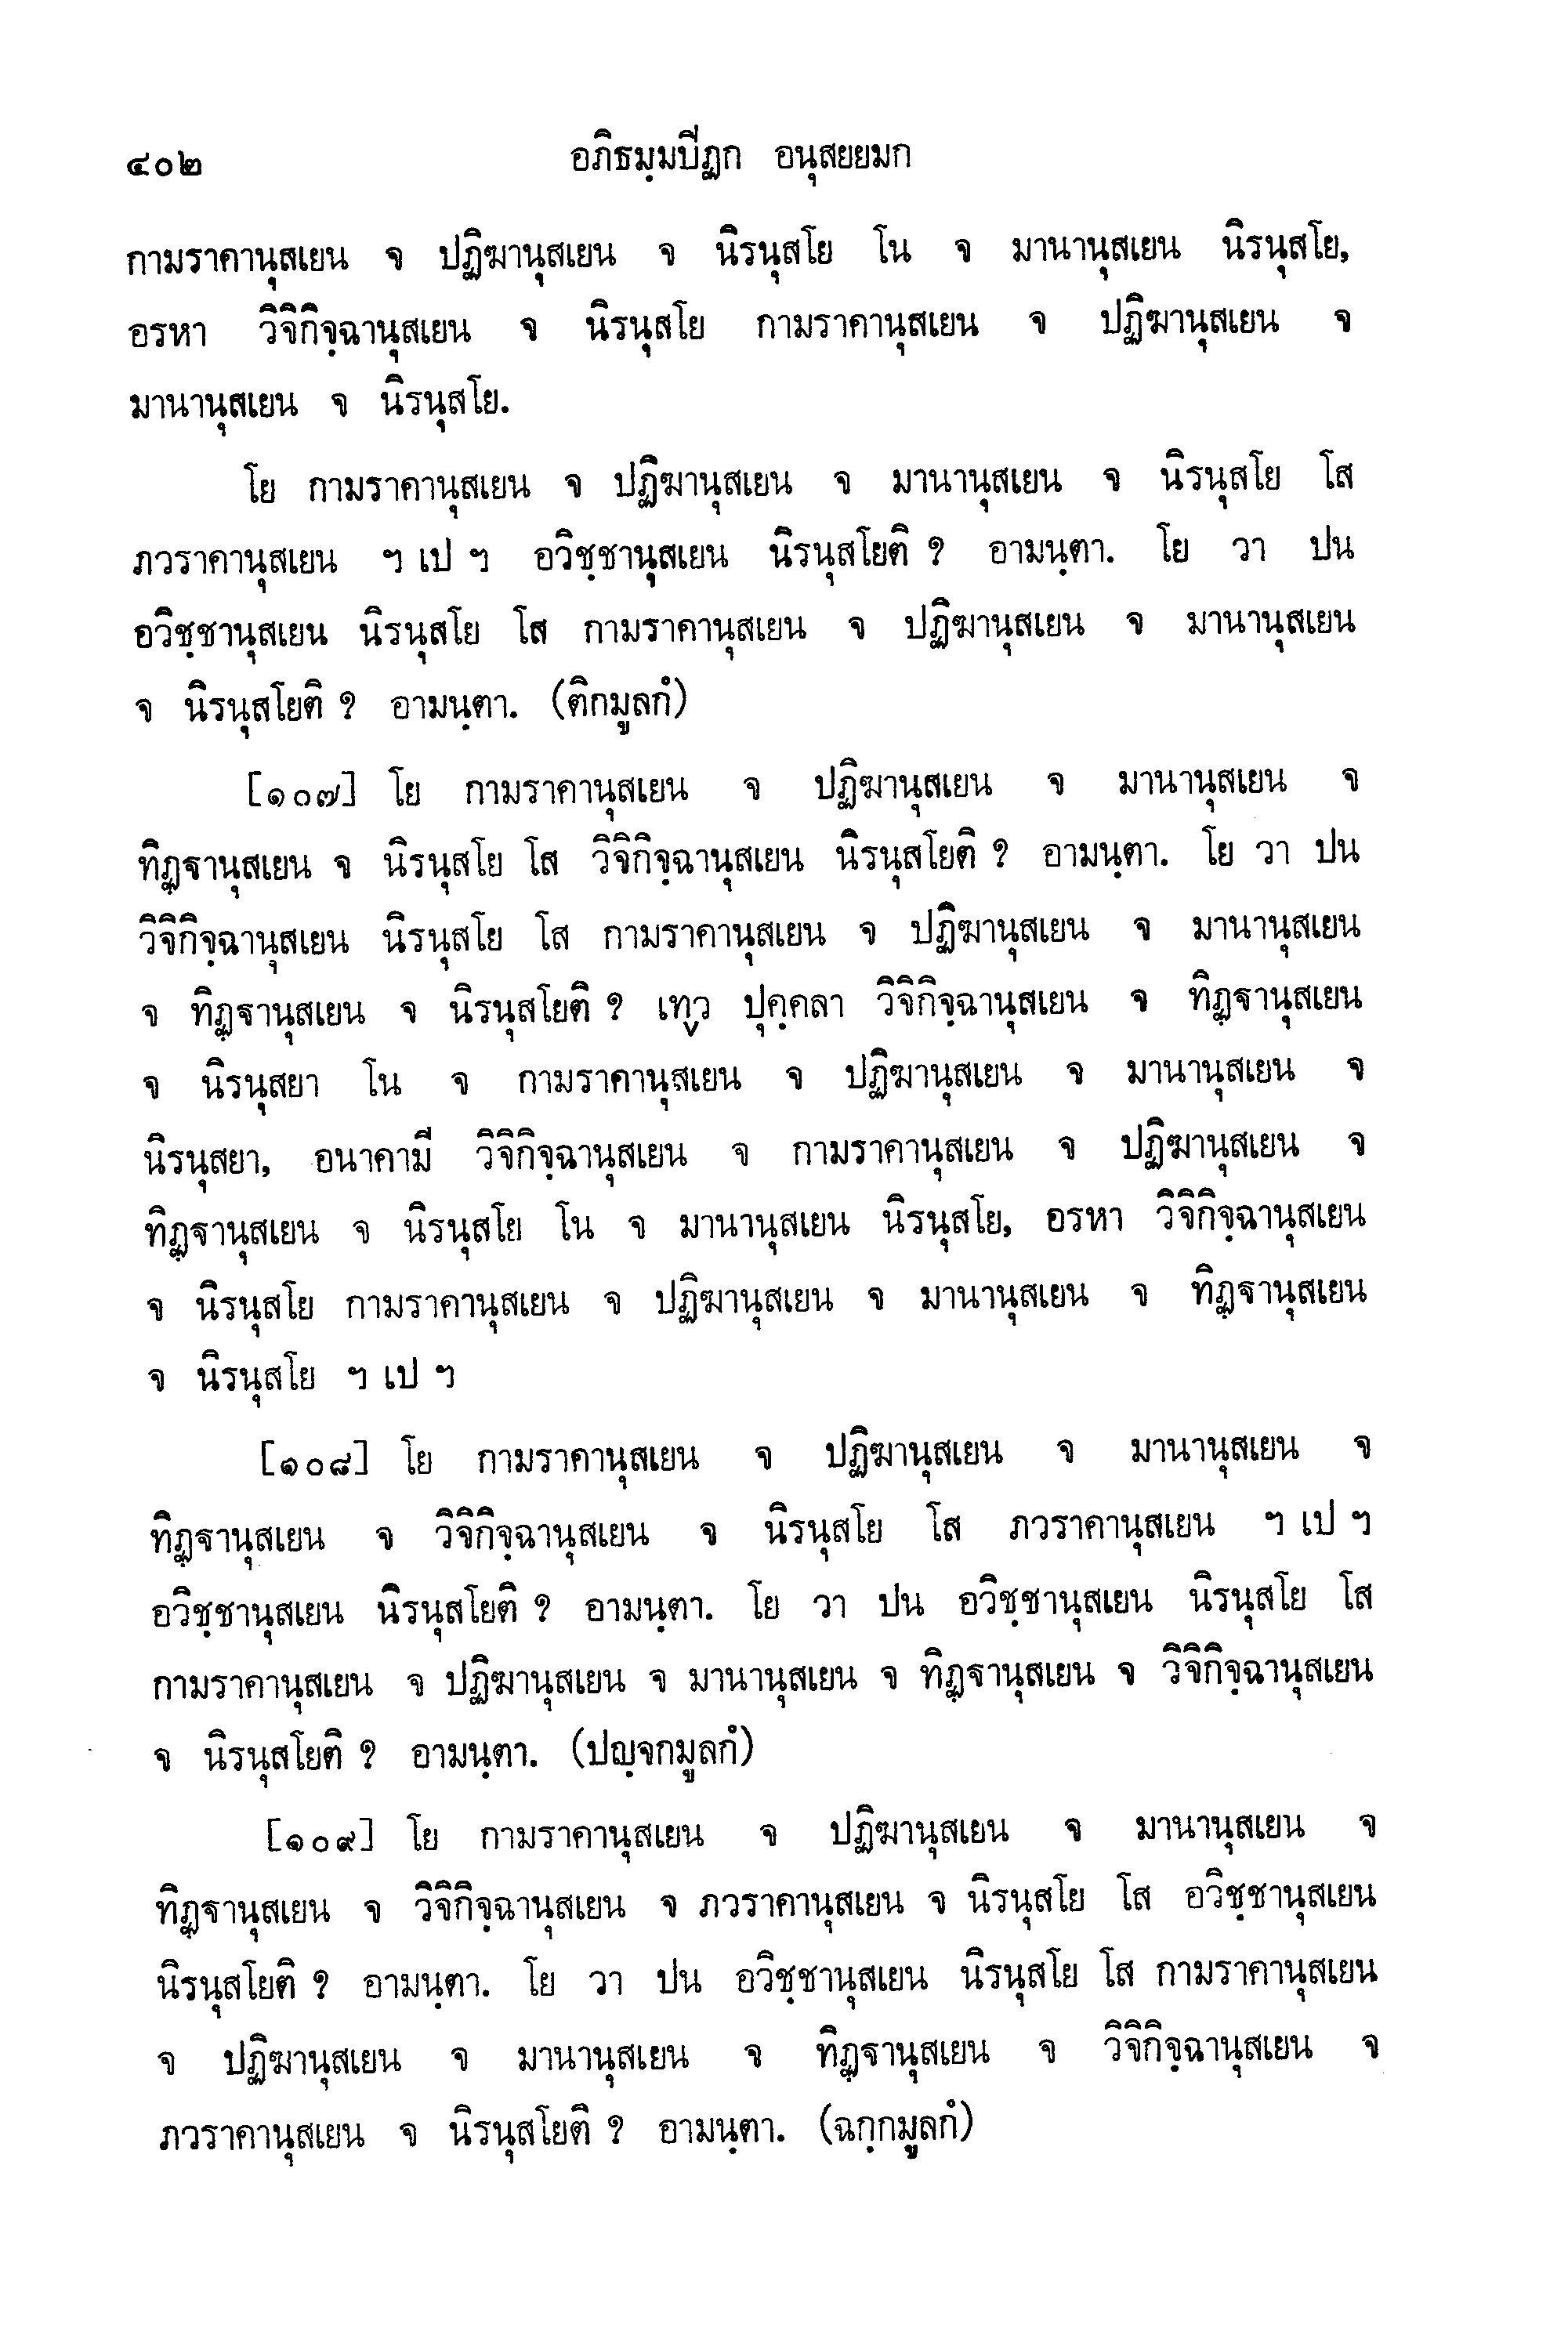 ๔๐๒ อภิธมฺมปีฏก อนุสยยมก
กามราคานุสเยน จ ปฏิฆานุสเยน จ นิรนุสโย โน จ มานานุสเยน นิรนุสโย,
อรหา วิจิกิจฺฉานุสเยน จ นิรนุสโย กามราคานุสเยน จ ปฏิฆานุสเยน จ
มานานุสเยน จ นิรนุสโย.
โย กามราคานุสเยน จ ปฏิฆานุสเยน จ มานานุสเยน จ นิรนุสโย โส
ภวราคานุสเยน ฯ เป ฯ อวิชฺชานุสเยน นิรนุสโยติ ? อามนฺตา. โย วา ปน
อวิชฺชานุสเยน นิรนุสโย โส กามราคานุสเยน จ ปฏิฆานุสเยน จ มานานุสเยน
จ นิรนุสโยติ ? อามนฺตา. (ติกมูลกํ)
[๑๐๗] โย กามราคานุสเยน จ ปฏิฆานุสเยน จ มานานุสเยน จ
ทิฏฺฐานุสเยน จ นิรนุสโย โส วิจิกิจฺฉานุสเยน นิรนุสโยติ ? อามนฺตา. โย วา ปน
วิจิกิจฺฉานุสเยน นิรนุสโย โส กามราคานุสเยน จ ปฏิฆานุสเยน จ มานานุสเยน
จ ทิฏฺฐานุสเยน จ นิรนุสโยติ ? เทฺว ปุคฺคลา วิจิกิจฺฉานุสเยน จ ทิฏฺฐานุสเยน
จ นิรนุสยา โน จ กามราคานุสเยน จ ปฏิฆานุสเยน จ มานานุสเยน จ
นิรนุสยา, อนาคามี วิจิกิจฺฉานุสเยน จ กามราคานุสเยน จ ปฏิฆานุสเยน จ
ทิฏฺฐานุสเยน จ นิรนุสโย โน จ มานานุสเยน นิรนุสโย, อรหา วิจิกิจฺฉานุสเยน
จ นิรนุสโย กามราคานุสเยน จ ปฏิฆานุสเยน จ มานานุสเยน จ ทิฏฺฐานุสเยน
จ นิรนุสโย ฯ เป ฯ
[๑๐๘] โย กามราคานุสเยน จ ปฏิฆานุสเยน จ มานานุสเยน จ
ทิฏฺฐานุสเยน จ วิจิกิจฺฉานุสเยน จ นิรนุสโย โส ภวราคานุสเยน ฯ เป ฯ
อวิชฺชานุสเยน นิรนุสโยติ ? อามนฺตา. โย วา ปน อวิชฺชานุสเยน นิรนุสโย โส
กามราคานุสเยน จ ปฏิฆานุสเยน จ มานานุสเยน จ ทิฏฺฐานุสเยน จ วิจิกิจฺฉานุสเยน
จ นิรนุสโยติ ? อามนฺตา. (ปญฺจกมูลกํ)
[๑๐๙] โย กามราคานุสเยน จ ปฏิฆานุสเยน จ มานานุสเยน จ
ทิฏฺฐานุสเยน จ วิจิกิจฺฉานุสเยน จ ภวราคานุสเยน จ นิรนุสโย โส อวิชฺชานุสเยน
นิรนุสโยติ ? อามนฺตา. โย วา ปน อวิชฺชานุสเยน นิรนุสโย โส กามราคานุสเยน
จ ปฏิฆานุสเยน จ มานานุสเยน จ ทิฏฺฐานุสเยน จ วิจิกิจฺฉานุสเยน จ
ภวราคานุสเยน จ นิรนุสโยติ ? อามนฺตา. (ฉกฺกมูลกํ)